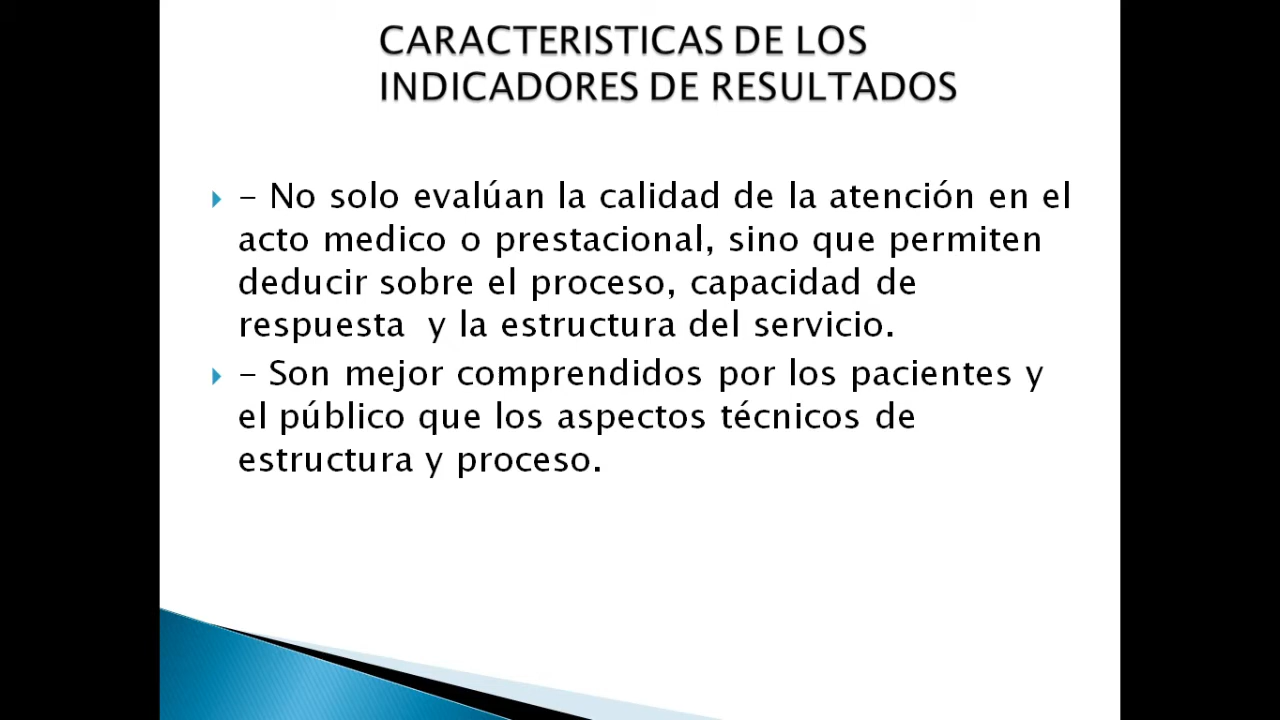 CARACTERISTICAS DE LOS
INDICADORES DE RESULTADOS
- No solo evalúan la calidad de la atención en el
acto medico o prestacional, sino que permiten
deducir sobre el proceso, capacidad de
respuesta  y la estructura del servicio.
- Son mejor comprendidos por los pacientes y
el público que los aspectos técnicos de
estructura y proceso.